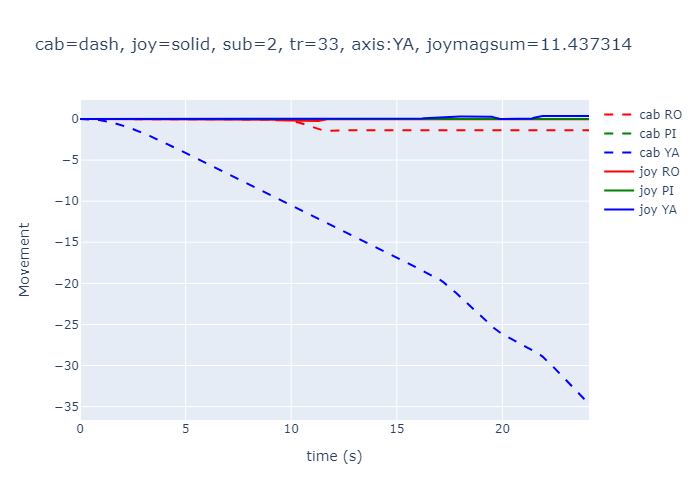 cab=dash, joy=solid, sub=2, tr=33, axis:YA, joymagsum=11.437314
cab RO
cab PI
cab YA
joy RO
joy PI
joy YA
Movement
0
−5
−10
−15
−20
−25
−30
−35
0 5 10 15 20
time (s)